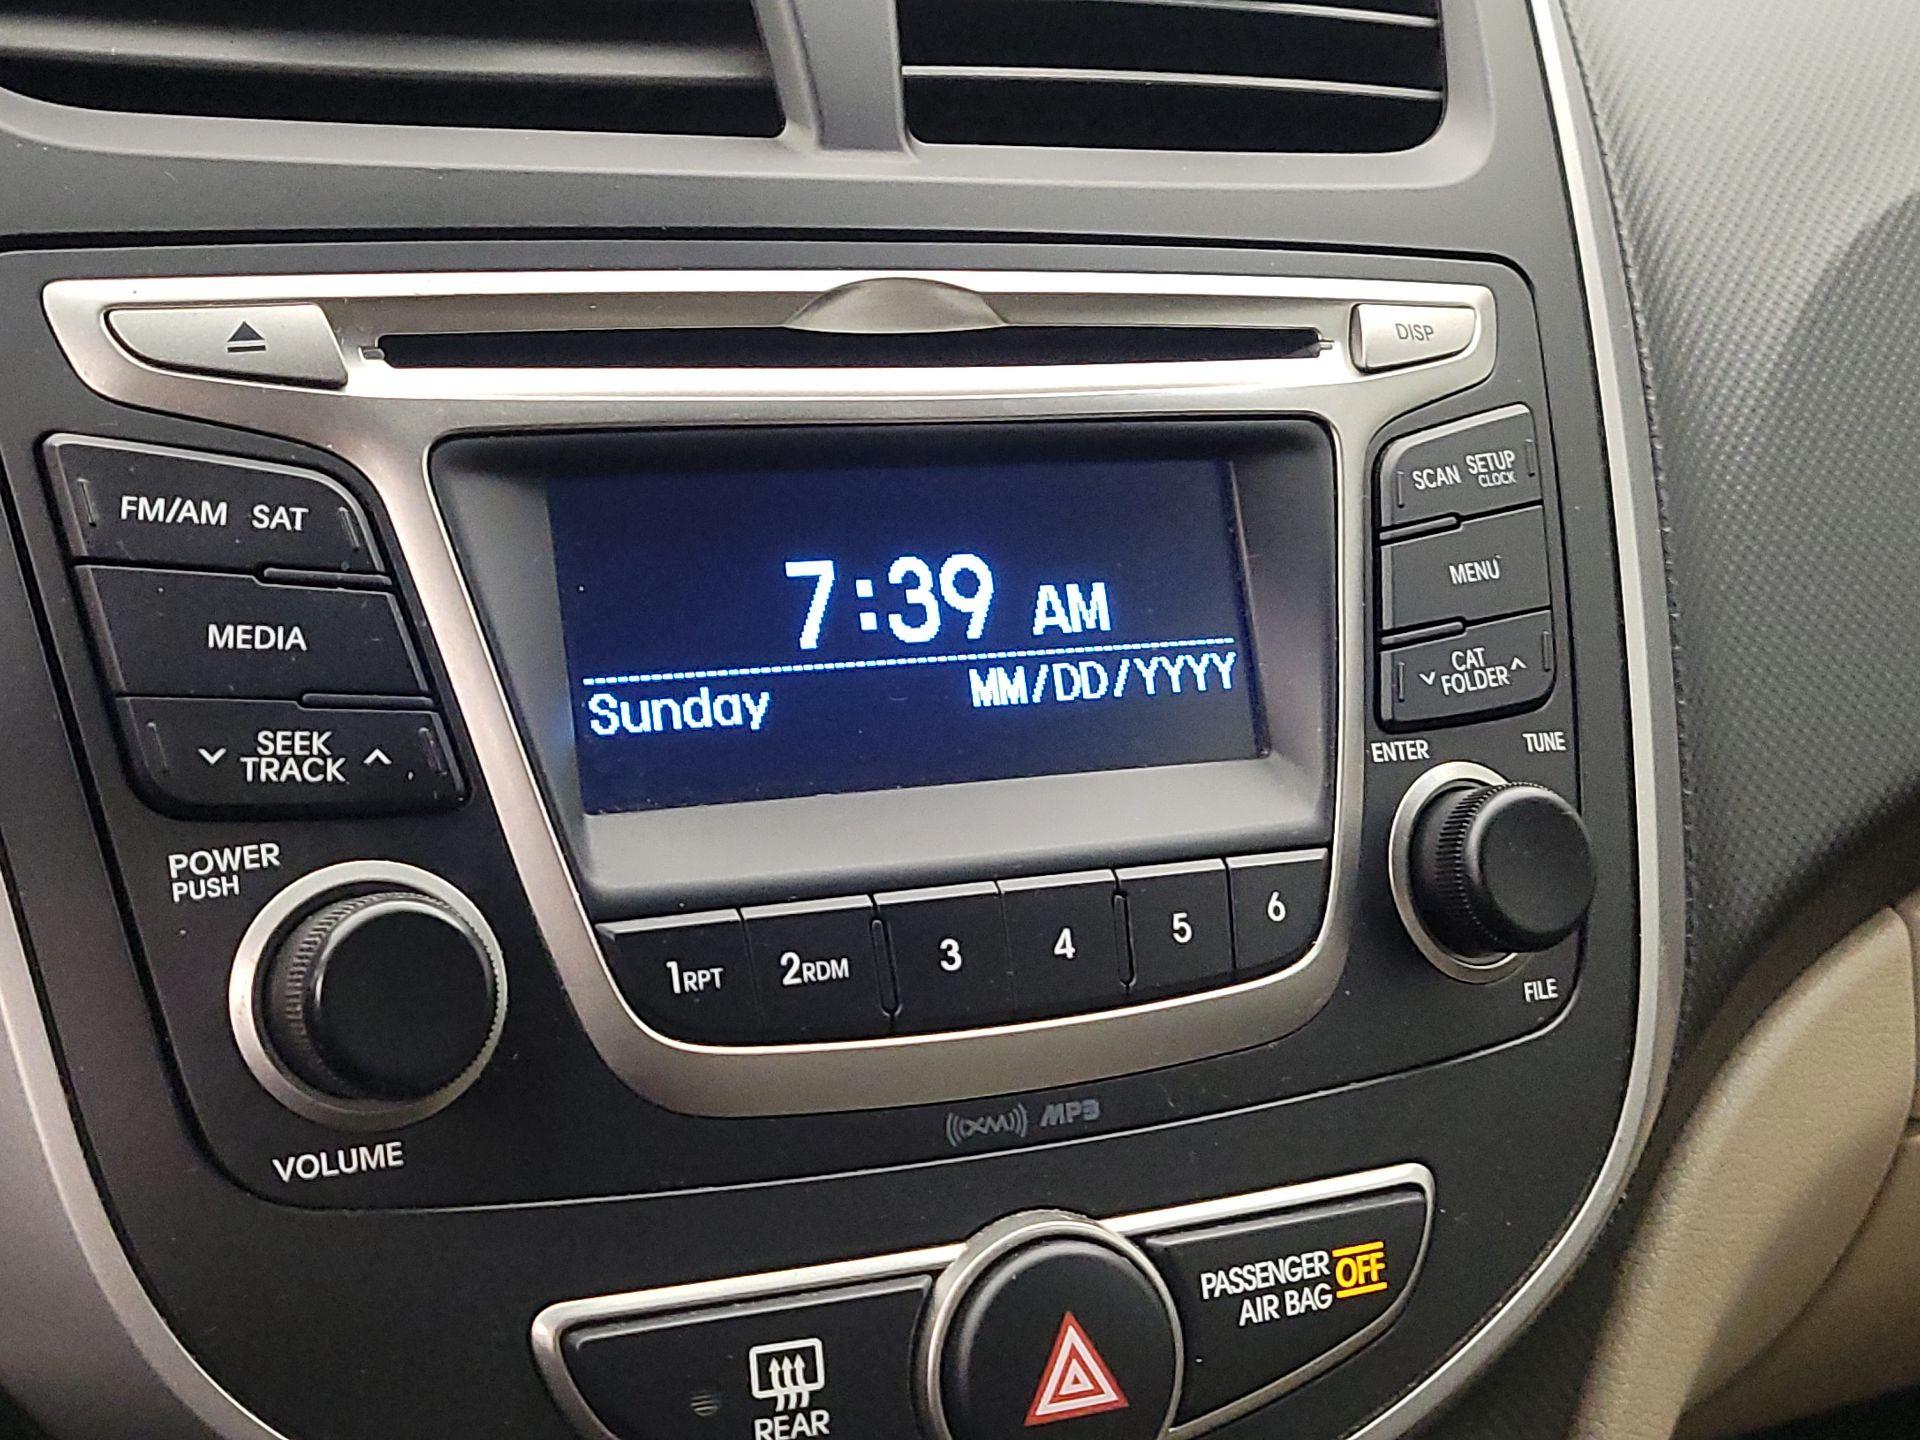 DISP
FM/AM SAT
SCAN SETUP
CLOCK
MEDIA
MENU
SEEK
TRACK
CAT
FOLDER
7:39 AM
Sunday MM/DD/YYYY
ENTER TUNE
POWER
PUSH
1RPT 2RDM 3 4 5 6
FILE
VOLUME
((XM)) MP3
PASSENGER OFF
AIR BAG
REAR